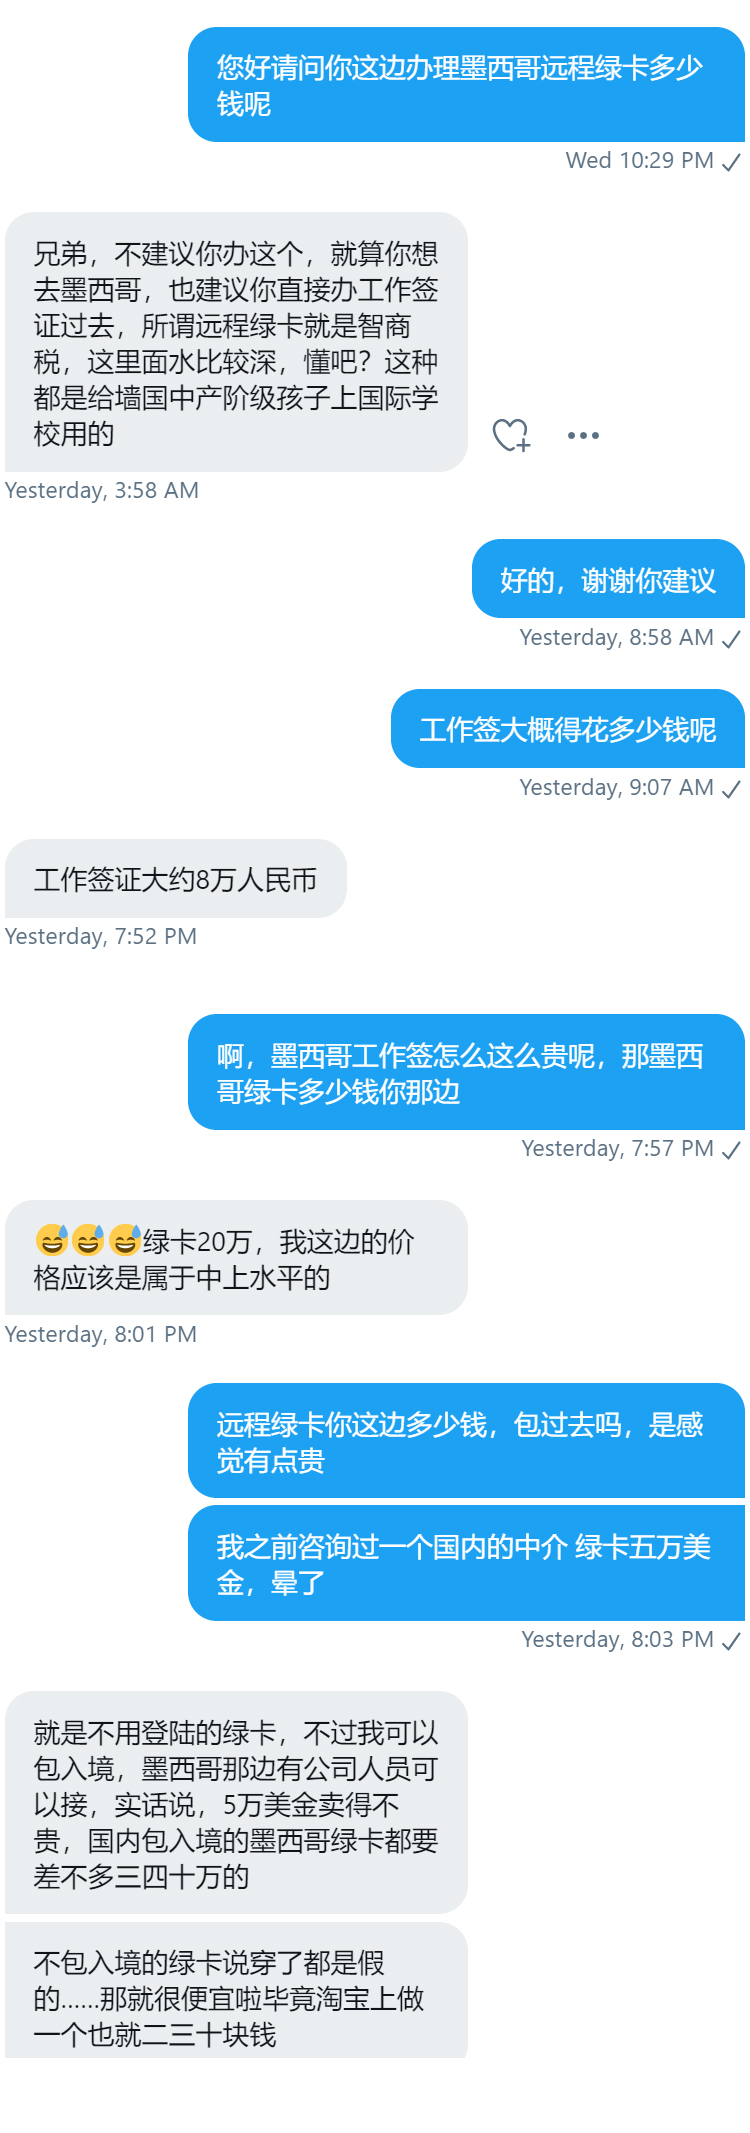 您好请问你这边办理墨西哥远程绿卡多少
钱呢
Wed 10:29 PM
兄弟，不建议你办这个，就算你想
去墨西哥，也建议你直接办工作签
证过去，所谓远程绿卡就是智商
税，这里面水比较深，懂吧？这种
都是给墙国中产阶级孩子上国际学
校用的
Yesterday, 3:58 AM
好的，谢谢你建议
Yesterday, 8:58 AM
工作签大概得花多少钱呢
Yesterday, 9:07 AM
工作签证大约8万人民币
Yesterday, 7:52 PM
啊，墨西哥工作签怎么这么贵呢，那墨西
哥绿卡多少钱你那边
Yesterday, 7:57 PM
😅😅😅绿卡20万，我这边的价
格应该是属于中上水平的
Yesterday, 8:01 PM
远程绿卡你这边多少钱，包过去吗，是感
觉有点贵
我之前咨询过一个国内的中介 绿卡五万美
金，晕了
Yesterday, 8:03 PM
就是不用登陆的绿卡，不过我可以
包入境，墨西哥那边有公司人员可
以接，实话说，5万美金卖得不
贵，国内包入境的墨西哥绿卡都要
差不多三四十万的
不包入境的绿卡说穿了都是假
的......那就很便宜啦毕竟淘宝上做
一个也就二三十块钱